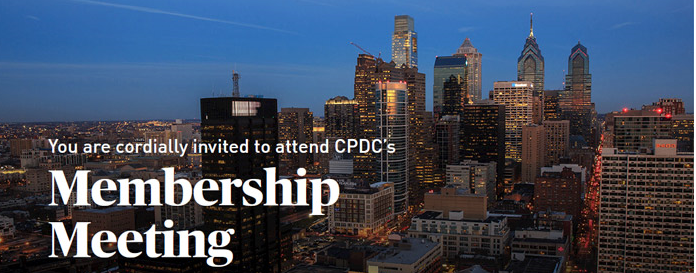 You are cordially invited to attend CPDC's
Membership
Meeting